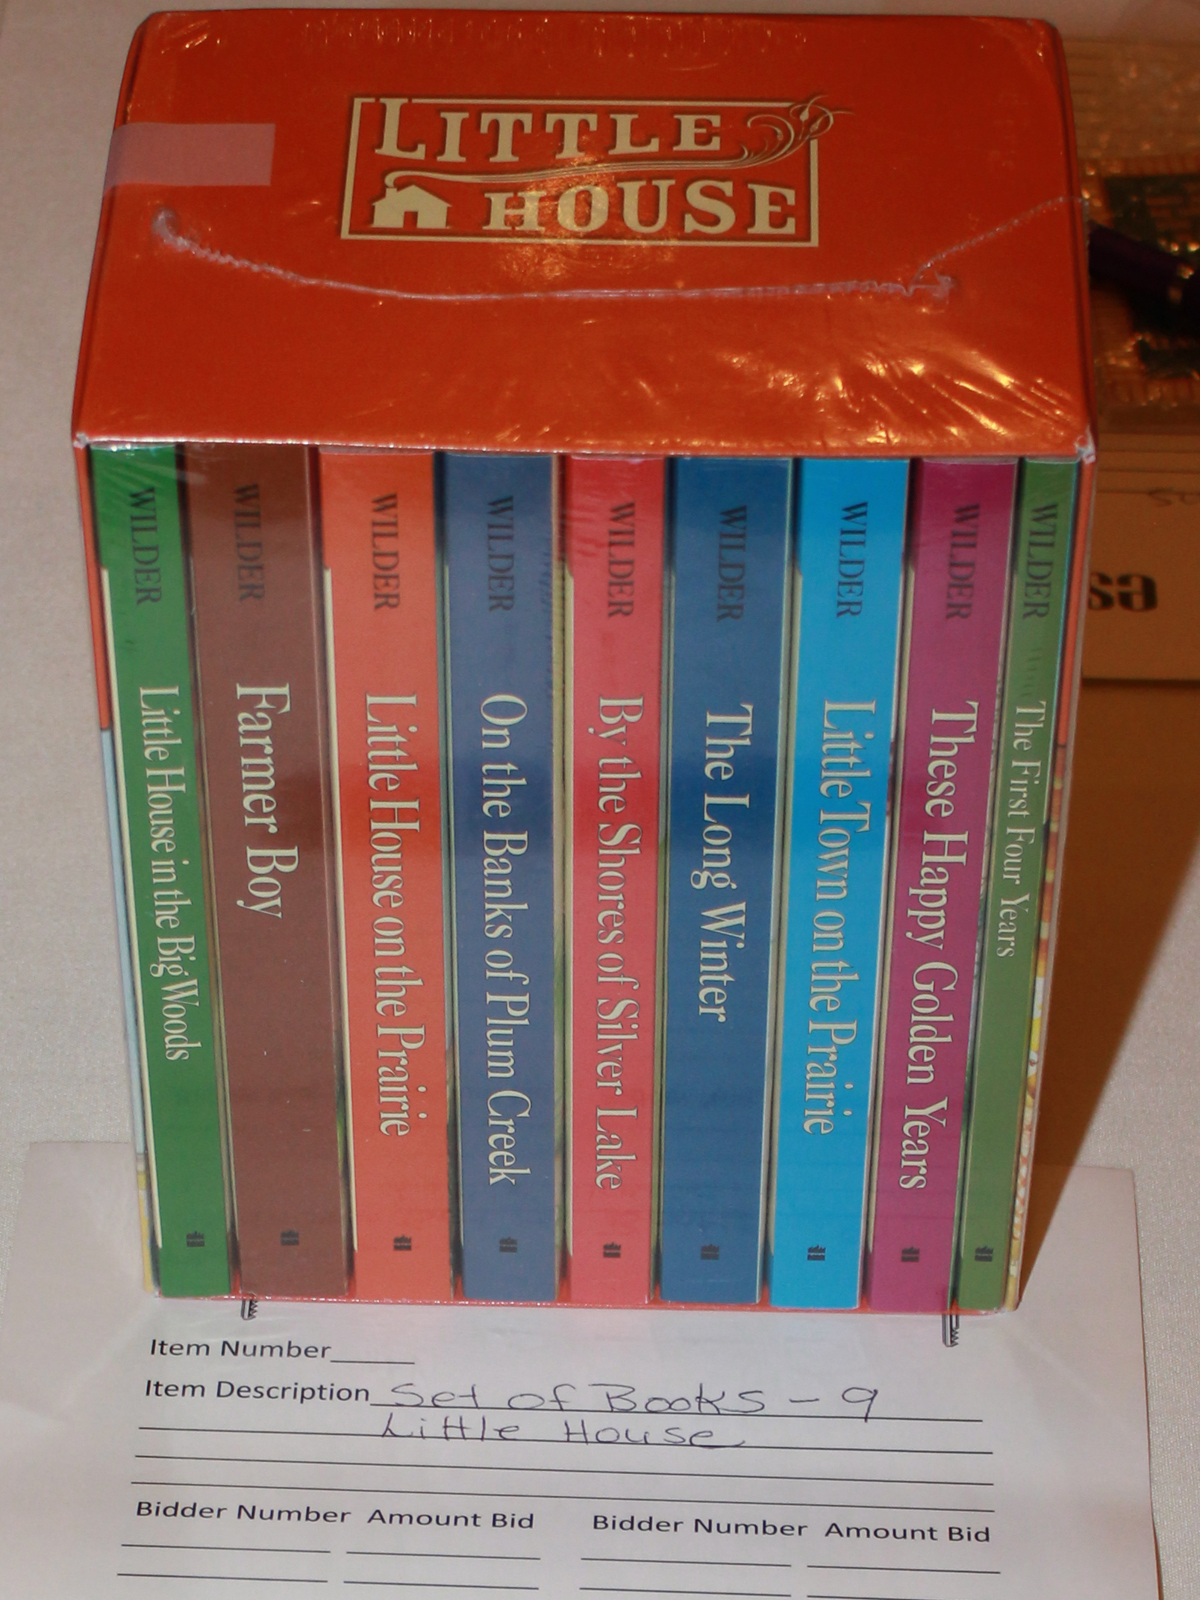 LITTLE
HOUSE
WILDER Little House in the Big Woods
WILDER Farmer Boy
WILDER Little House on the Prairie
WILDER On the Banks of Plum Creek
WILDER By the Shores of Silver Lake
WILDER The Long Winter
WILDER Little Town on the Prairie
WILDER These Happy Golden Years
WILDER The First Four Years
Item Number
Item Description Set of Books - 9
Little House
Bidder Number Amount Bid Bidder Number Amount Bid